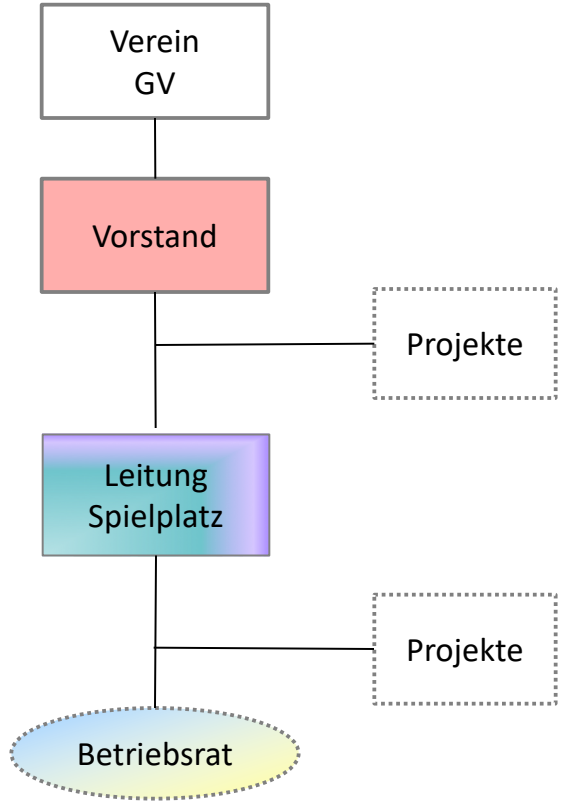 Verein
GV
Vorstand
Projekte
Leitung
Spielplatz
Projekte
Betriebsrat